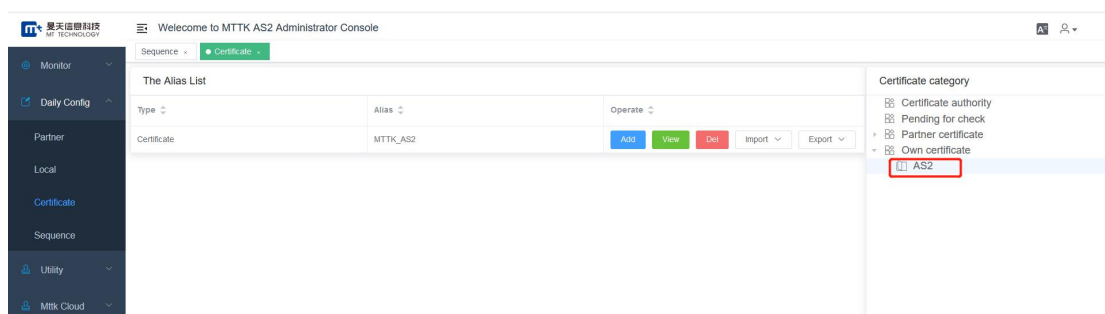 昊天信息科技
MT TECHNOLOGY
Welcome to MTTK AS2 Administrator Console
Sequence ×
Certificate ×
Monitor
Daily Config
Partner
Local
Certificate
Sequence
Utility
Mttk Cloud
The Alias List
Type Alias Operate
Certificate MTTK_AS2 Add View Del Import Export
Certificate category
Certificate authority
Pending for check
Partner certificate
Own certificate
AS2